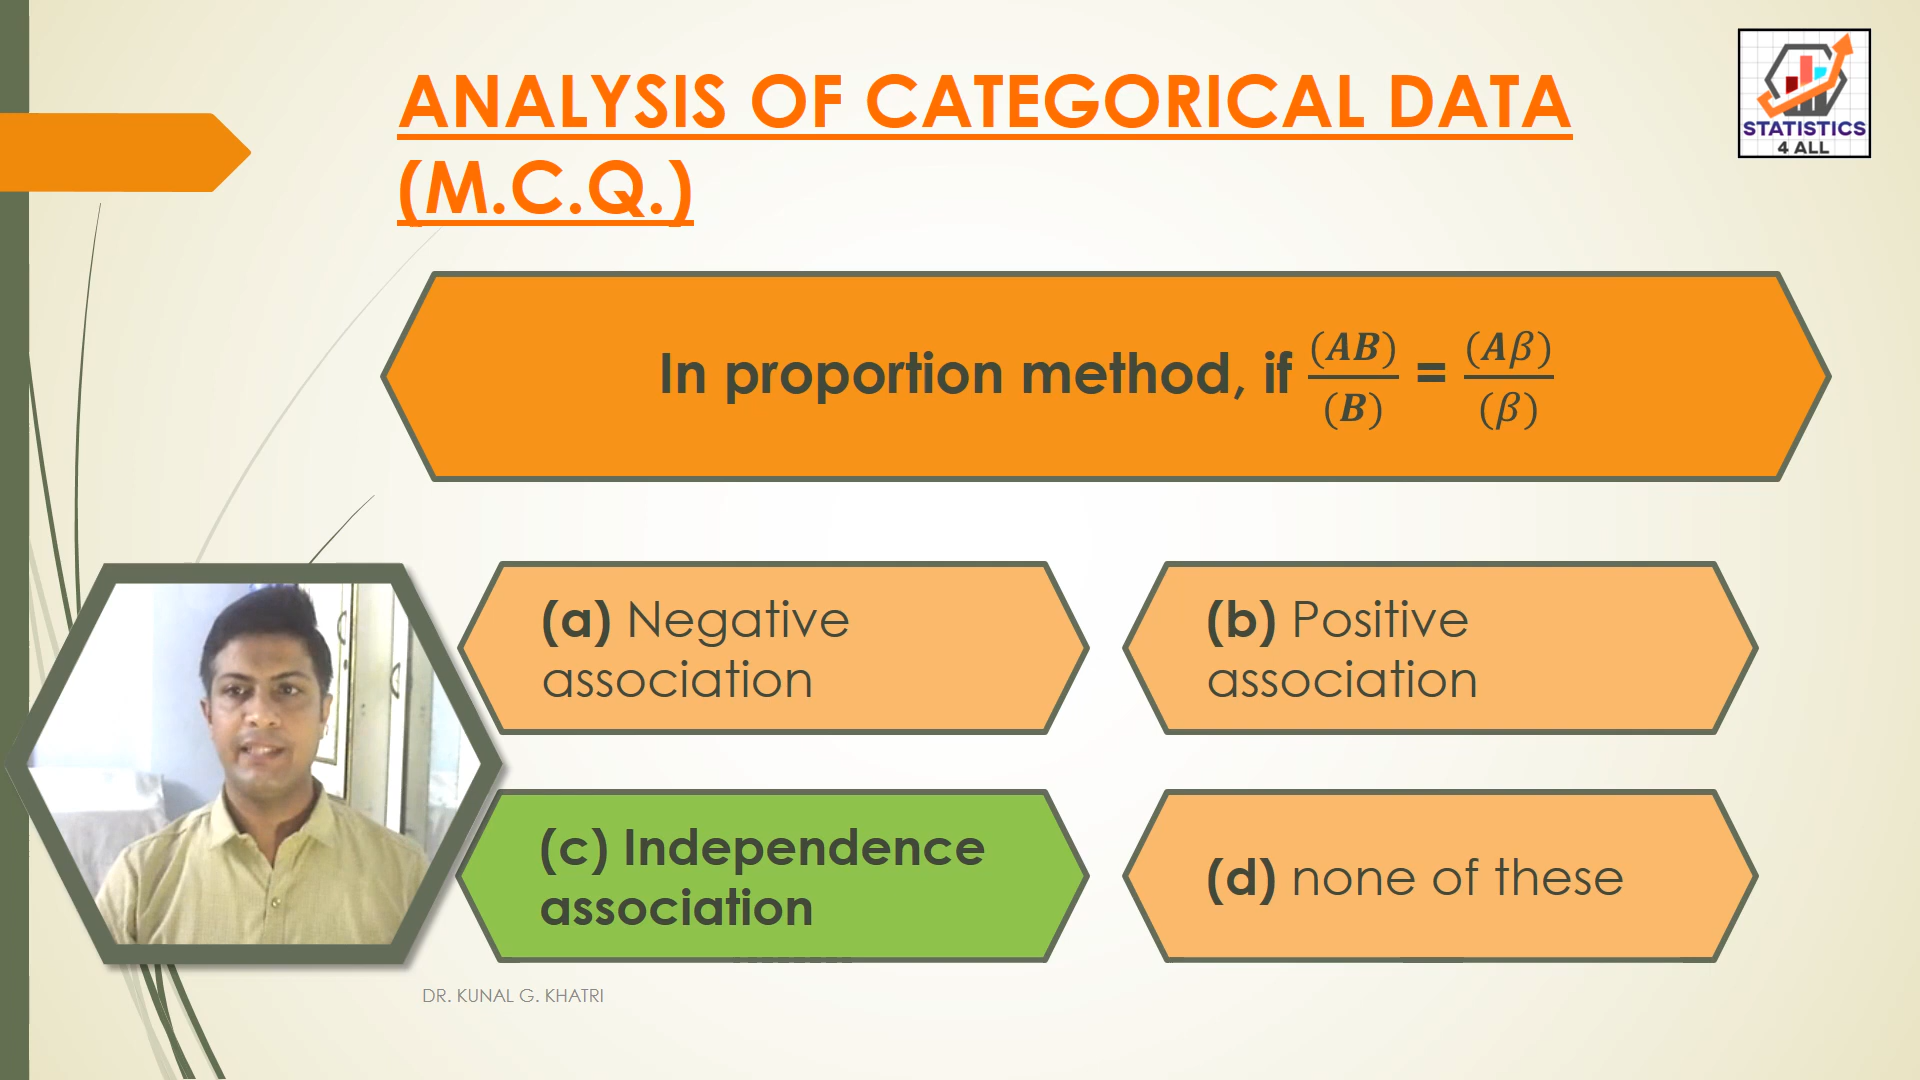 ANALYSIS OF CATEGORICAL DATA
(M.C.Q.)
STATISTICS
4 ALL
In proportion method, if (AB)/(B) = (Aβ)/(β)
(a) Negative
association
(b) Positive
association
(c) Independence
association
(d) none of these
DR. KUNAL G. KHATRI